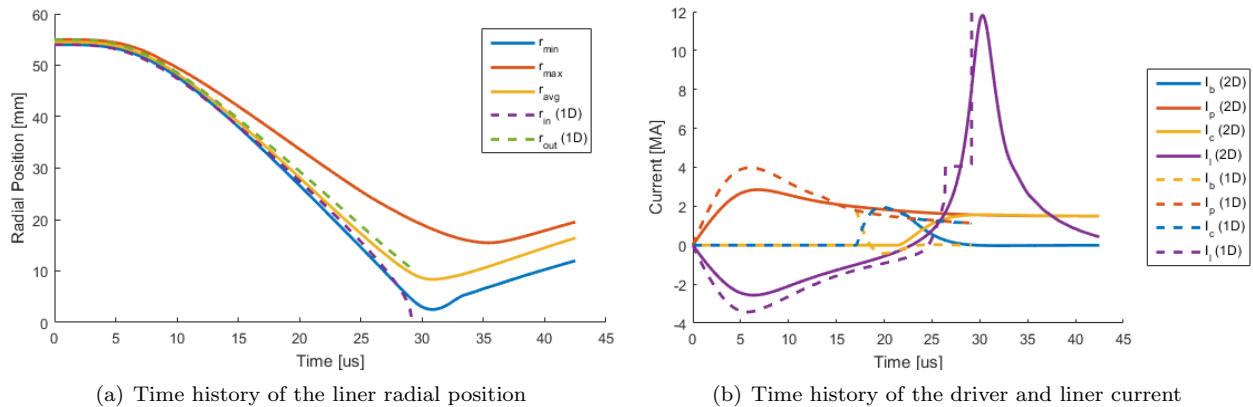 60
50
40
30
20
10
0
Radial Position [mm]
0 5 10 15 20 25 30 35 40 45
Time [us]
r_min
r_max
r_avg
r_in (1D)
r_out (1D)
(a) Time history of the liner radial position
12
10
8
6
4
2
0
-2
-4
Current [MA]
0 5 10 15 20 25 30 35 40 45
Time [us]
I_b (2D)
I_p (2D)
I_c (2D)
I_l (2D)
I_b (1D)
I_p (1D)
I_c (1D)
I_l (1D)
(b) Time history of the driver and liner current